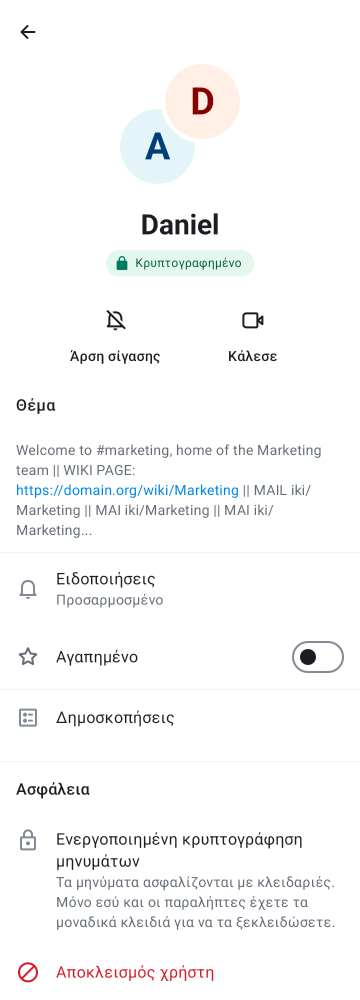 D
A
Daniel
Κρυπτογραφημένο
Άρση σίγασης
Κάλεσε
Θέμα
Welcome to #marketing, home of the Marketing
team || WIKI PAGE:
https://domain.org/wiki/Marketing || MAIL iki/
Marketing || MAI iki/Marketing || MAI iki/
Marketing...
Ειδοποιήσεις
Προσαρμοσμένο
Αγαπημένο
Δημοσκοπήσεις
Ασφάλεια
Ενεργοποιημένη κρυπτογράφηση
μηνυμάτων
Τα μηνύματα ασφαλίζονται με κλειδαριές.
Μόνο εσύ και οι παραλήπτες έχετε τα
μοναδικά κλειδιά για να τα ξεκλειδώσετε.
Αποκλεισμός χρήστη